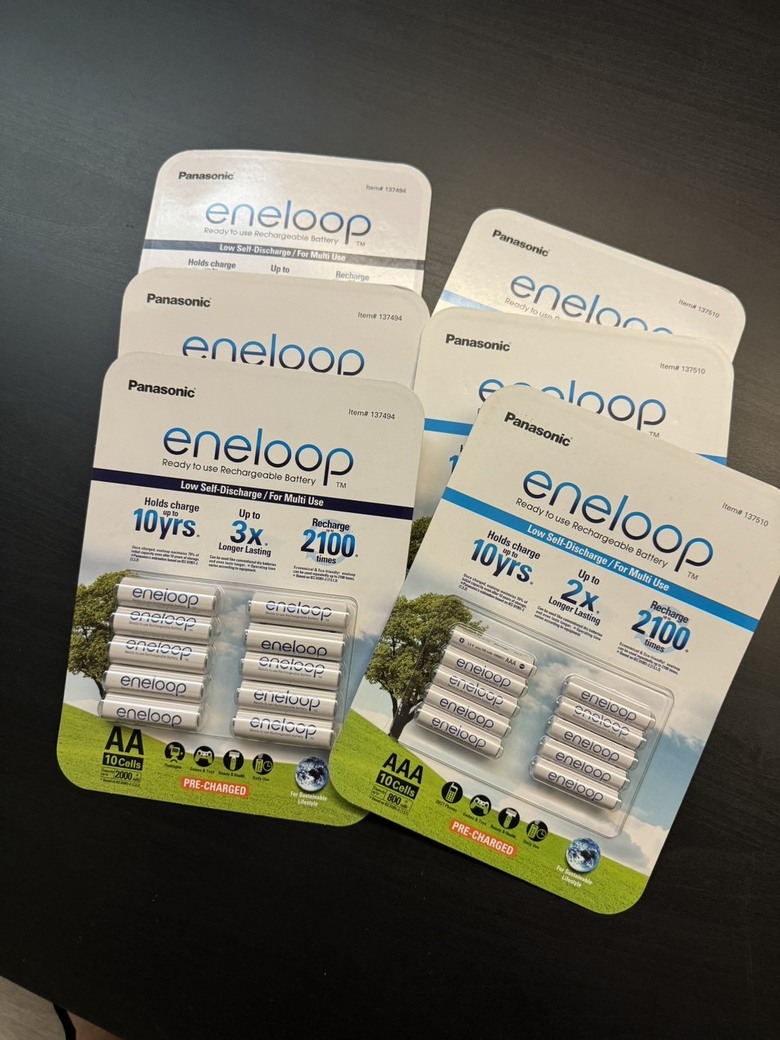 Panasonic
Item# 137494
eneloop
Ready to use Rechargeable Battery
TM
Low Self-Discharge / For Multi Use
Holds charge
Up to
Recharge
Panasonic
Item# 137494
eneloop
Panasonic
Item# 137494
eneloop
Ready to use Rechargeable Battery
TM
Low Self-Discharge / For Multi Use
Holds charge
up to
10yrs.
Up to
3x
Longer Lasting
Recharge
2100
times
eneloop
eneloop
eneloop
eneloop
eneloop
eneloop
eneloop
eneloop
eneloop
eneloop
AA
10 Cells
2000
PRE-CHARGED
For Sustainable
Lifestyle
Panasonic
Item# 137510
eneloop
Ready to use
Panasonic
Item# 137510
eneloop
TM
Panasonic
Item# 137510
eneloop
Ready to use Rechargeable Battery
TM
Low Self-Discharge / For Multi Use
Holds charge
up to
10yrs.
Up to
2x
Longer Lasting
Recharge
2100
times
AAA
eneloop
eneloop
eneloop
eneloop
eneloop
eneloop
eneloop
eneloop
eneloop
AAA
10 Cells
800
PRE-CHARGED
For Sustainable
Lifestyle